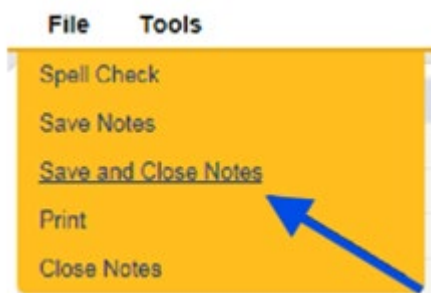 File Tools
Spell Check
Save Notes
Save and Close Notes
Print
Close Notes